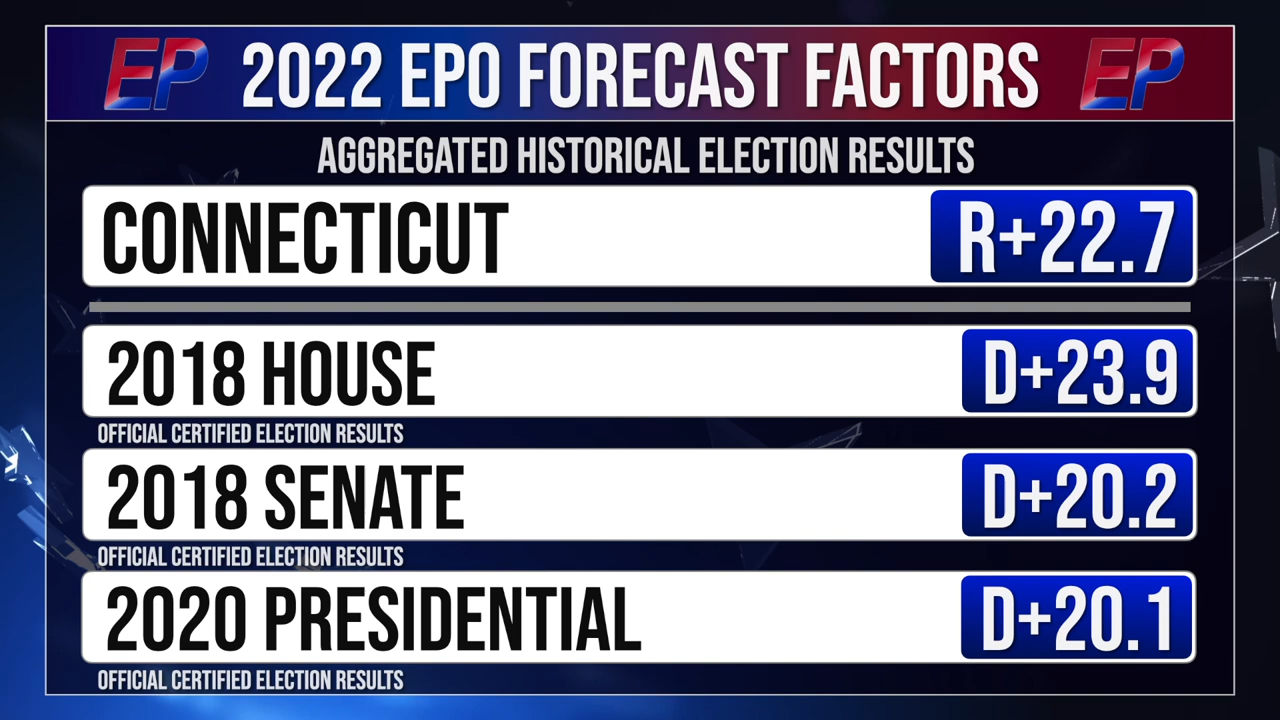 EP 2022 EPO FORECAST FACTORS EP
AGGREGATED HISTORICAL ELECTION RESULTS
CONNECTICUT R+22.7
2018 HOUSE D+23.9
OFFICIAL CERTIFIED ELECTION RESULTS
2018 SENATE D+20.2
OFFICIAL CERTIFIED ELECTION RESULTS
2020 PRESIDENTIAL D+20.1
OFFICIAL CERTIFIED ELECTION RESULTS